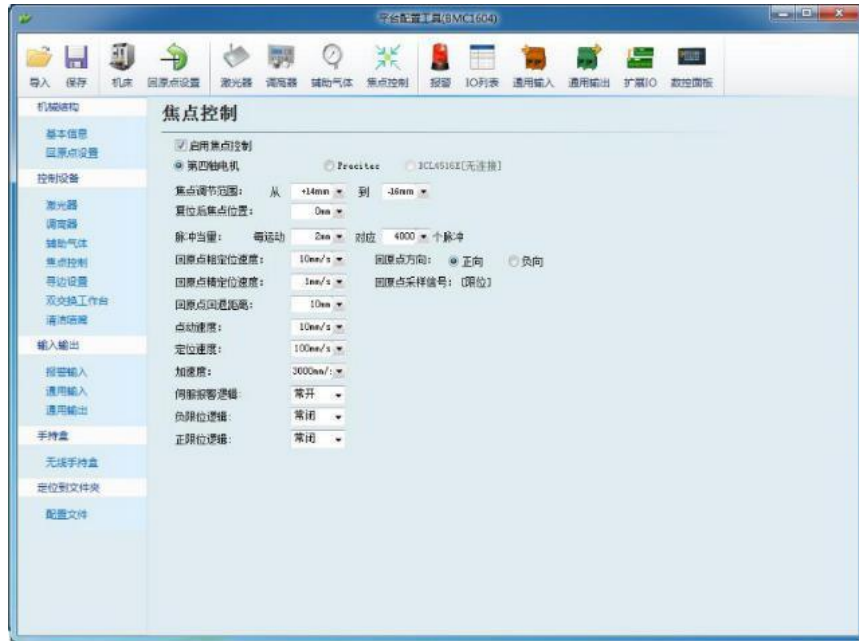 平台配置工具(BMC1604)
导入 保存 机床 回原点设置 激光器 调高器 辅助气体 焦点控制 报警 IO列表 通用输入 通用输出 扩展IO 数控面板
机械结构
基本信息
回原点设置
控制设备
激光器
调高器
辅助气体
焦点控制
寻边设置
双交换工作台
清洁喷嘴
输入输出
报警输入
通用输入
通用输出
手持盒
无线手持盒
定位到文件夹
配置文件
焦点控制
启用焦点控制
第四轴电机 Precitec BCL4516E[无连接]
焦点调节范围: 从 +14mm 到 -16mm
复位后焦点位置: 0mm
脉冲当量: 每运动 2mm 对应 4000 个脉冲
回原点粗定位速度: 10mm/s 回原点方向: 正向 负向
回原点精定位速度: 1mm/s 回原点采样信号: [限位]
回原点回退距离: 10mm
点动速度: 10mm/s
定位速度: 100mm/s
加速度: 3000mm/:
伺服报警逻辑: 常开
负限位逻辑: 常闭
正限位逻辑: 常闭